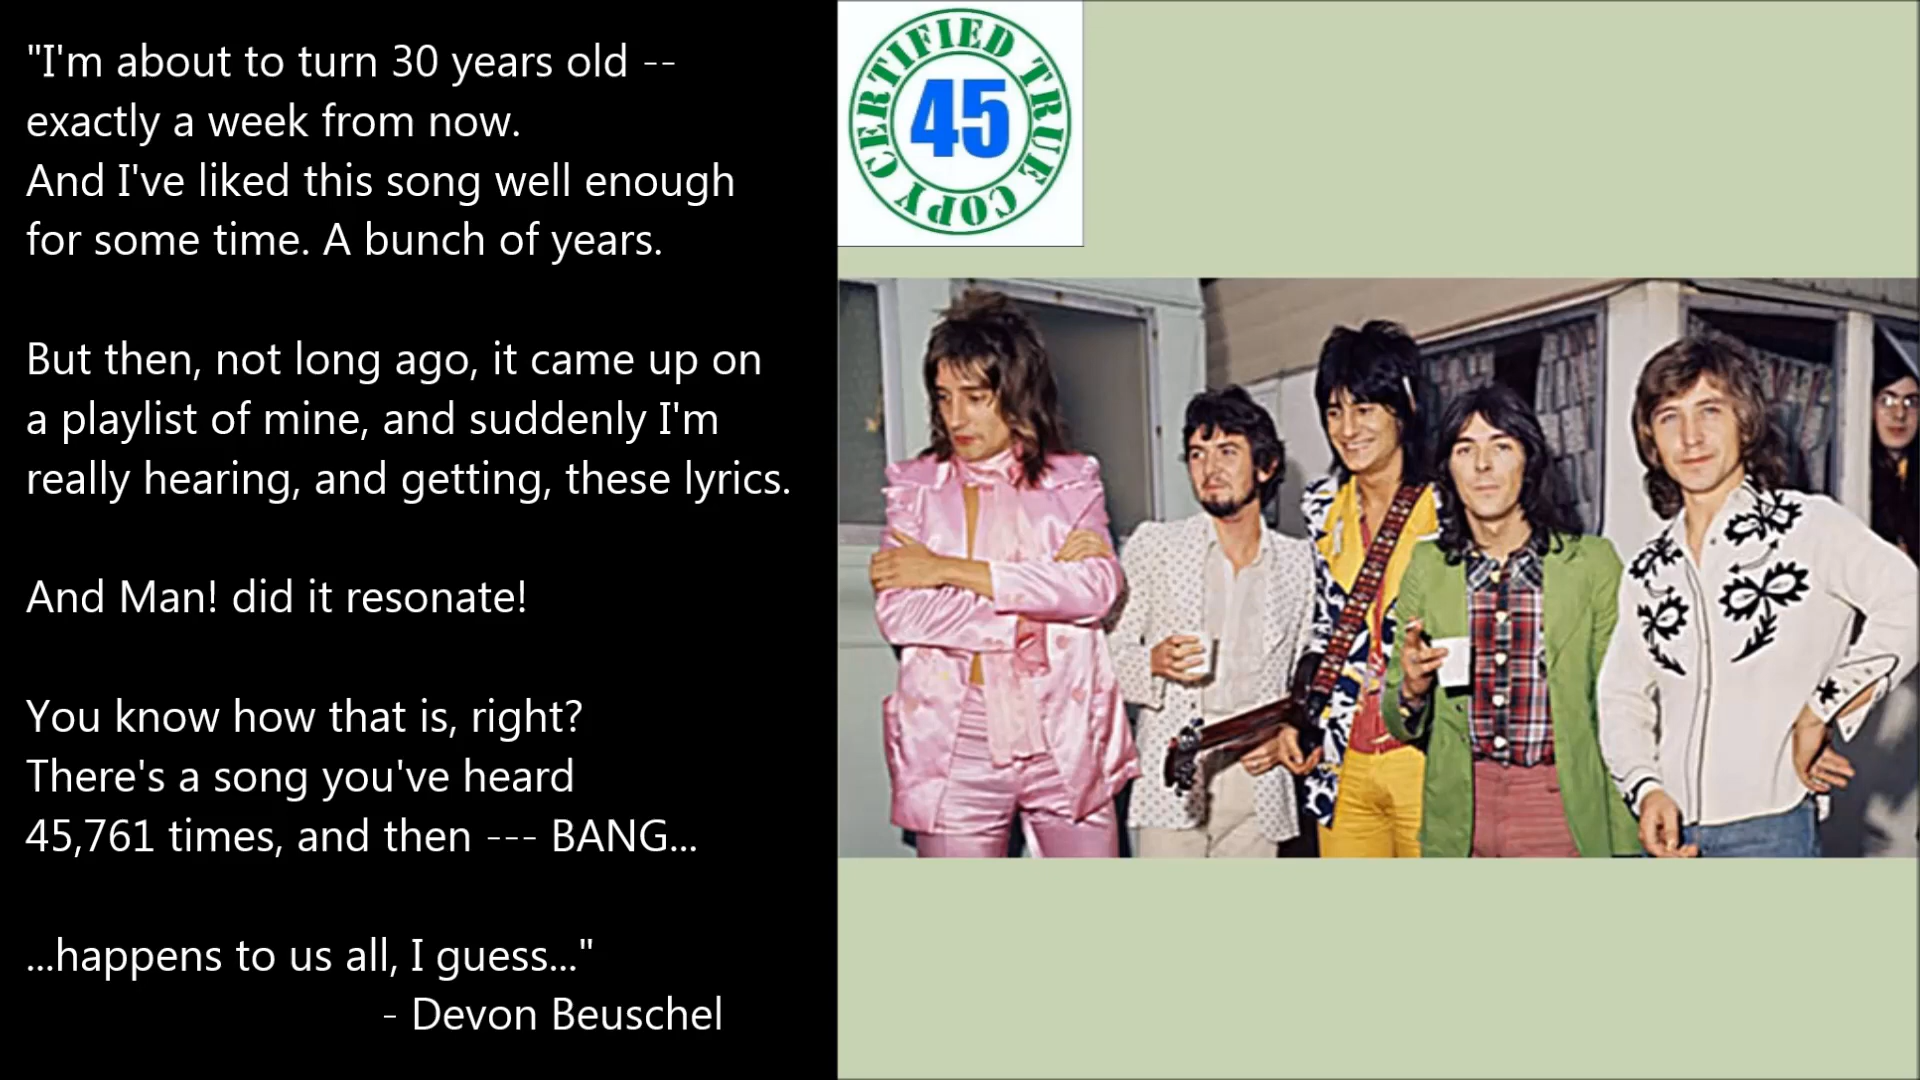 "I'm about to turn 30 years old --
exactly a week from now.
And I've liked this song well enough
for some time. A bunch of years.
But then, not long ago, it came up on
a playlist of mine, and suddenly I'm
really hearing, and getting, these lyrics.
And Man! did it resonate!
You know how that is, right?
There's a song you've heard
45,761 times, and then --- BANG...
...happens to us all, I guess..."
- Devon Beuschel
CERTIFIED TRUE COPY
45